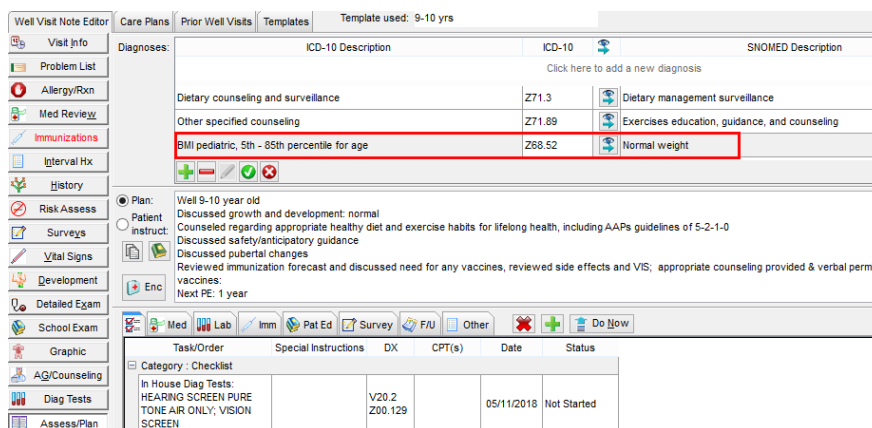 Well Visit Note Editor Care Plans Prior Well Visits Templates Template used: 9-10 yrs
Visit Info
Problem List
Allergy/Rxn
Med Review
Immunizations
Interval Hx
History
Risk Assess
Surveys
Vital Signs
Development
Detailed Exam
School Exam
Graphic
AG/Counseling
Diag Tests
Assess/Plan
Diagnoses: ICD-10 Description ICD-10 SNOMED Description
Click here to add a new diagnosis
Dietary counseling and surveillance Z71.3 Dietary management surveillance
Other specified counseling Z71.89 Exercises education, guidance, and counseling
BMI pediatric, 5th - 85th percentile for age Z68.52 Normal weight
Plan:
Patient
instruct:
Enc
Well 9-10 year old
Discussed growth and development: normal
Counseled regarding appropriate healthy diet and exercise habits for lifelong health, including AAPs guidelines of 5-2-1-0
Discussed safety/anticipatory guidance
Discussed pubertal changes
Reviewed immunization forecast and discussed need for any vaccines, reviewed side effects and VIS; appropriate counseling provided & verbal perm
vaccines:
Next PE: 1 year
Med Lab Imm Pat Ed Survey F/U Other Do Now
Task/Order Special Instructions DX CPT(s) Date Status
Category : Checklist
In House Diag Tests:
HEARING SCREEN PURE V20.2
TONE AIR ONLY; VISION Z00.129 05/11/2018 Not Started
SCREEN